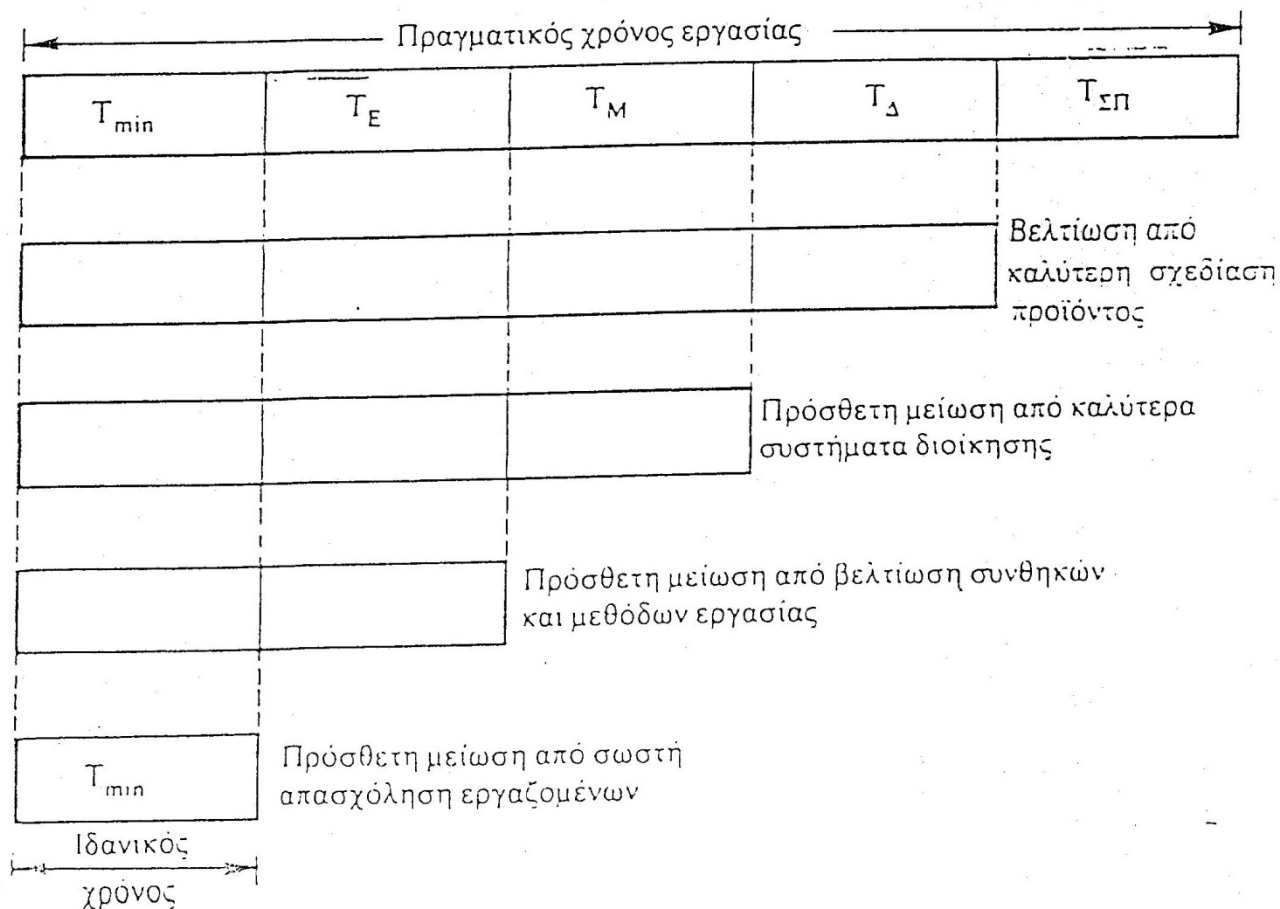 Πραγματικός χρόνος εργασίας
T_min T_E T_M T_Δ T_ΣΠ
Βελτίωση από
καλύτερη σχεδίαση
προϊόντος
Πρόσθετη μείωση από καλύτερα
συστήματα διοίκησης
Πρόσθετη μείωση από βελτίωση συνθηκών
και μεθόδων εργασίας
T_min
Πρόσθετη μείωση από σωστή
απασχόληση εργαζομένων
Ιδανικός
χρόνος